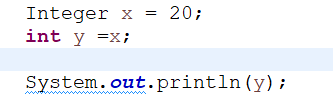 Integer x = 20;
int y =x;
System.out.println(y);